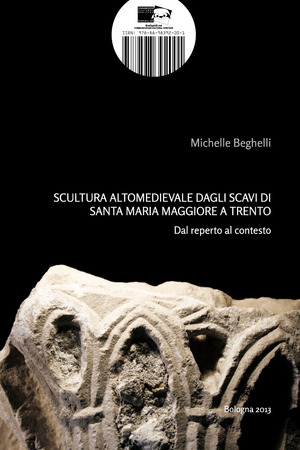 ISBN: 978-88-98392-00-1
Michelle Beghelli
SCULTURA ALTOMEDIEVALE DAGLI SCAVI DI
SANTA MARIA MAGGIORE A TRENTO
Dal reperto al contesto
Bologna 2013